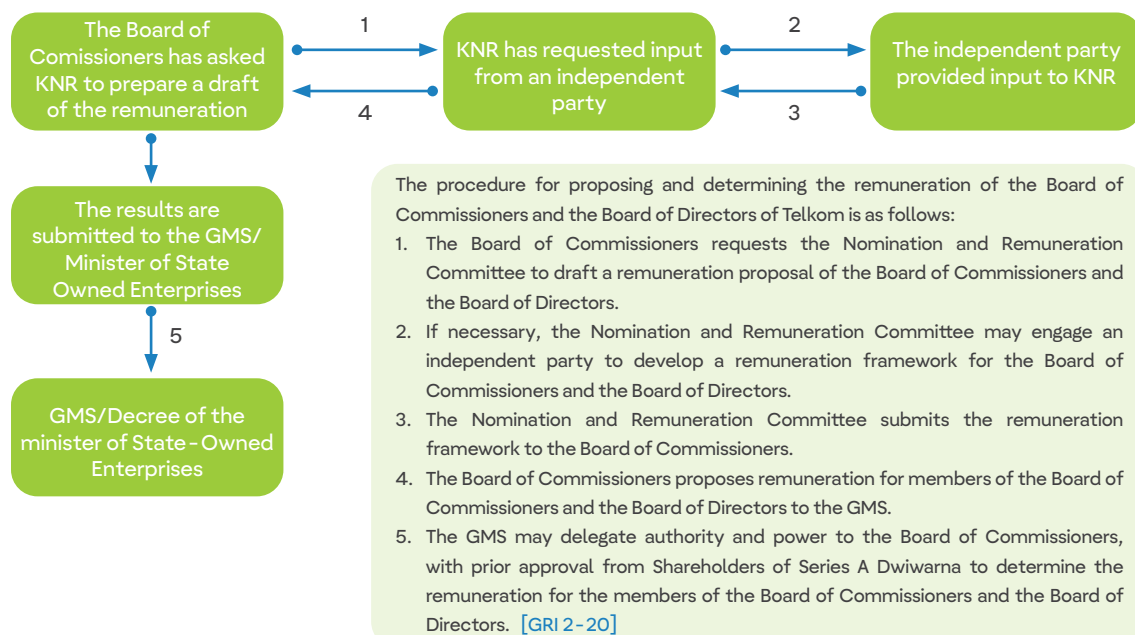 The Board of
Comissioners has asked
KNR to prepare a draft
of the remuneration
1
KNR has requested input
from an independent
party
2
The independent party
provided input to KNR
4
3
The results are
submitted to the GMS/
Minister of State
Owned Enterprises
5
GMS/Decree of the
minister of State-Owned
Enterprises
The procedure for proposing and determining the remuneration of the Board of
Commissioners and the Board of Directors of Telkom is as follows:
1. The Board of Commissioners requests the Nomination and Remuneration
Committee to draft a remuneration proposal of the Board of Commissioners and
the Board of Directors.
2. If necessary, the Nomination and Remuneration Committee may engage an
independent party to develop a remuneration framework for the Board of
Commissioners and the Board of Directors.
3. The Nomination and Remuneration Committee submits the remuneration
framework to the Board of Commissioners.
4. The Board of Commissioners proposes remuneration for members of the Board of
Commissioners and the Board of Directors to the GMS.
5. The GMS may delegate authority and power to the Board of Commissioners,
with prior approval from Shareholders of Series A Dwiwarna to determine the
remuneration for the members of the Board of Commissioners and the Board of
Directors. [GRI 2-20]